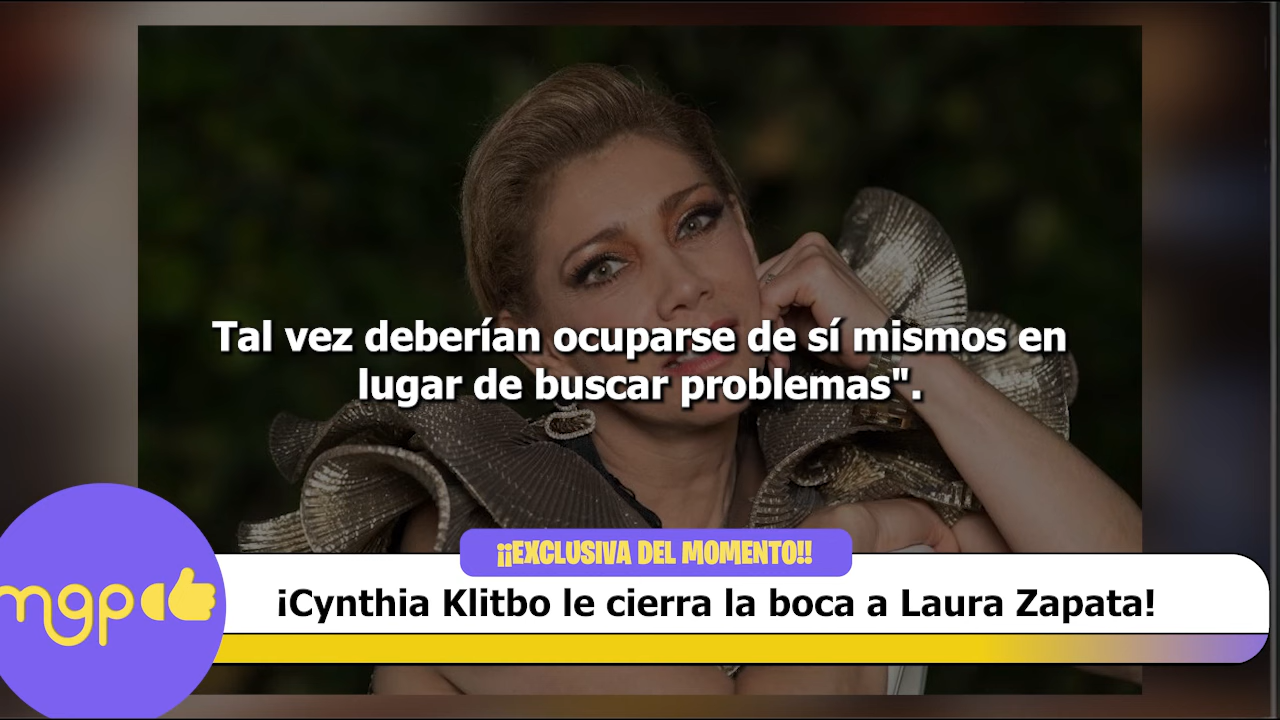 Tal vez deberían ocuparse de sí mismos en
lugar de buscar problemas".
¡¡EXCLUSIVA DEL MOMENTO!!
¡Cynthia Klitbo le cierra la boca a Laura Zapata!
mgp